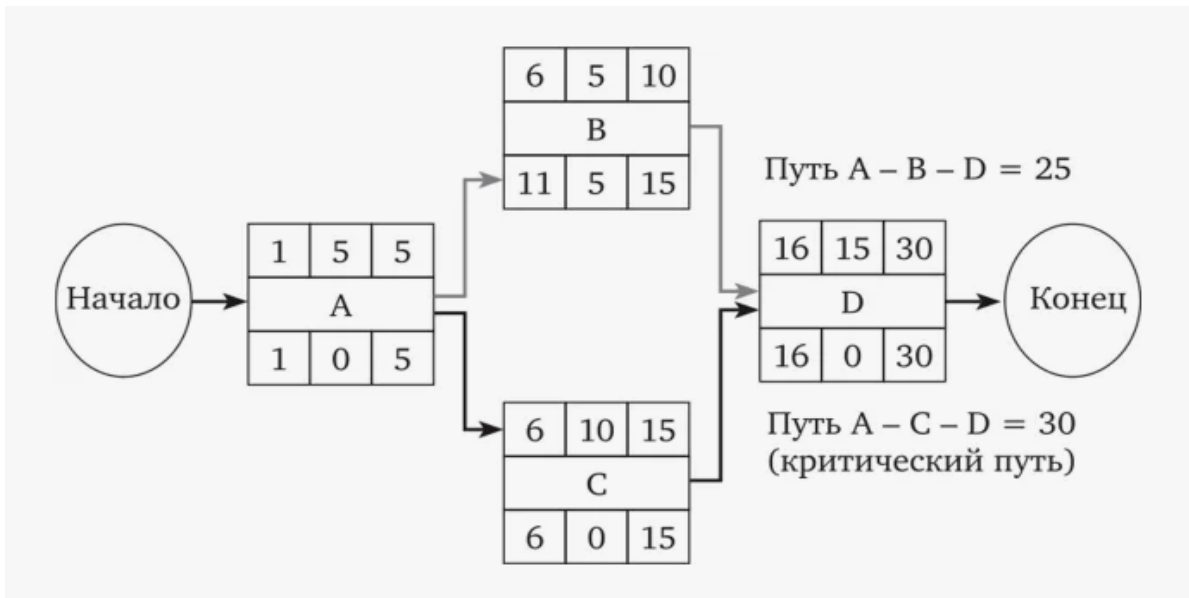 Начало
1 5 5
A
1 0 5
6 5 10
B
11 5 15
6 10 15
C
6 0 15
Путь A – B – D = 25
16 15 30
D
16 0 30
Путь A – C – D = 30
(критический путь)
Конец